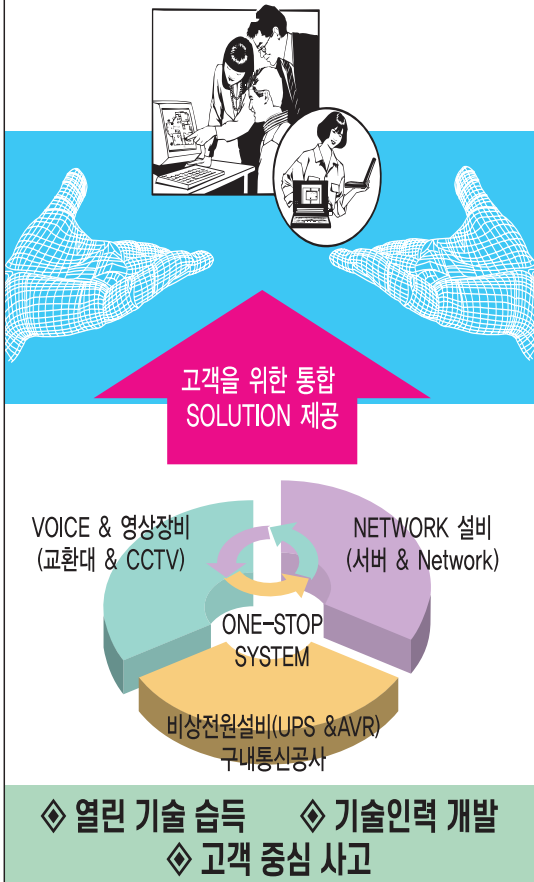 고객을 위한 통합
SOLUTION 제공
VOICE & 영상장비
(교환대 & CCTV)
NETWORK 설비
(서버 & Network)
ONE-STOP
SYSTEM
비상전원설비(UPS &AVR)
구내통신공사
◈ 열린 기술 습득 ◈ 기술인력 개발
◈ 고객 중심 사고